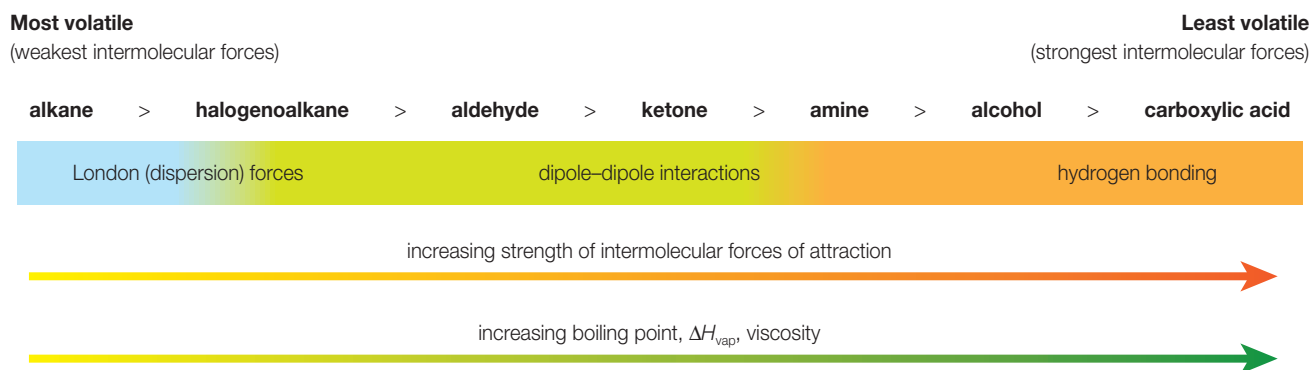 Most volatile Least volatile
(weakest intermolecular forces) (strongest intermolecular forces)
alkane > halogenoalkane > aldehyde > ketone > amine > alcohol > carboxylic acid
London (dispersion) forces dipole–dipole interactions hydrogen bonding
increasing strength of intermolecular forces of attraction
increasing boiling point, ΔHvap, viscosity